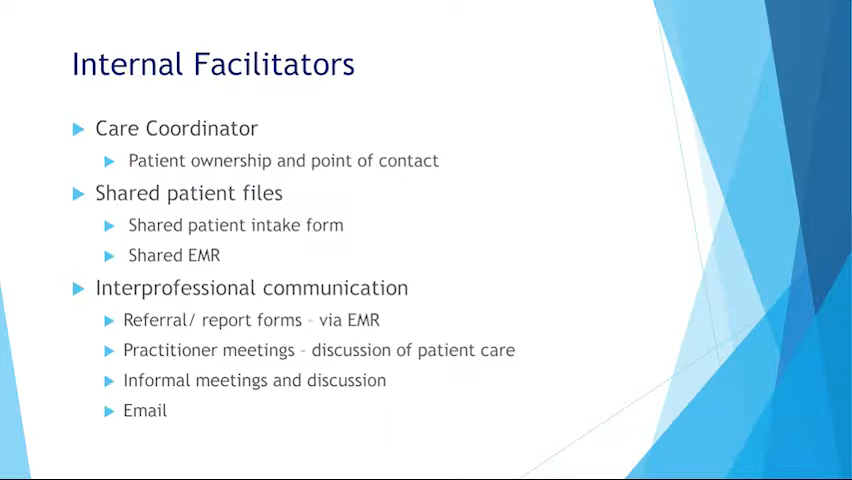 Internal Facilitators
Care Coordinator
Patient ownership and point of contact
Shared patient files
Shared patient intake form
Shared EMR
Interprofessional communication
Referral/ report forms – via EMR
Practitioner meetings – discussion of patient care
Informal meetings and discussion
Email